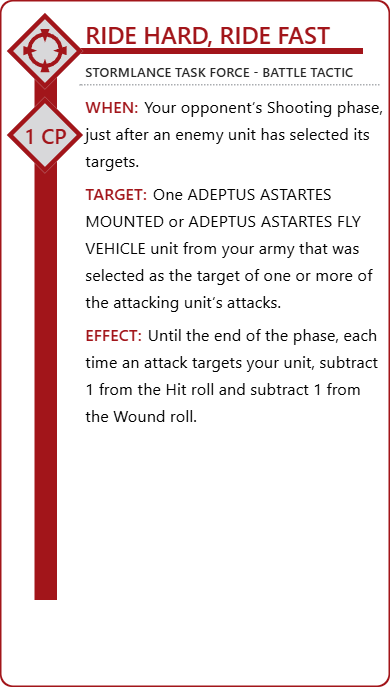 RIDE HARD, RIDE FAST
STORMLANCE TASK FORCE - BATTLE TACTIC
1 CP
WHEN: Your opponent’s Shooting phase,
just after an enemy unit has selected its
targets.
TARGET: One ADEPTUS ASTARTES
MOUNTED or ADEPTUS ASTARTES FLY
VEHICLE unit from your army that was
selected as the target of one or more of
the attacking unit’s attacks.
EFFECT: Until the end of the phase, each
time an attack targets your unit, subtract
1 from the Hit roll and subtract 1 from
the Wound roll.